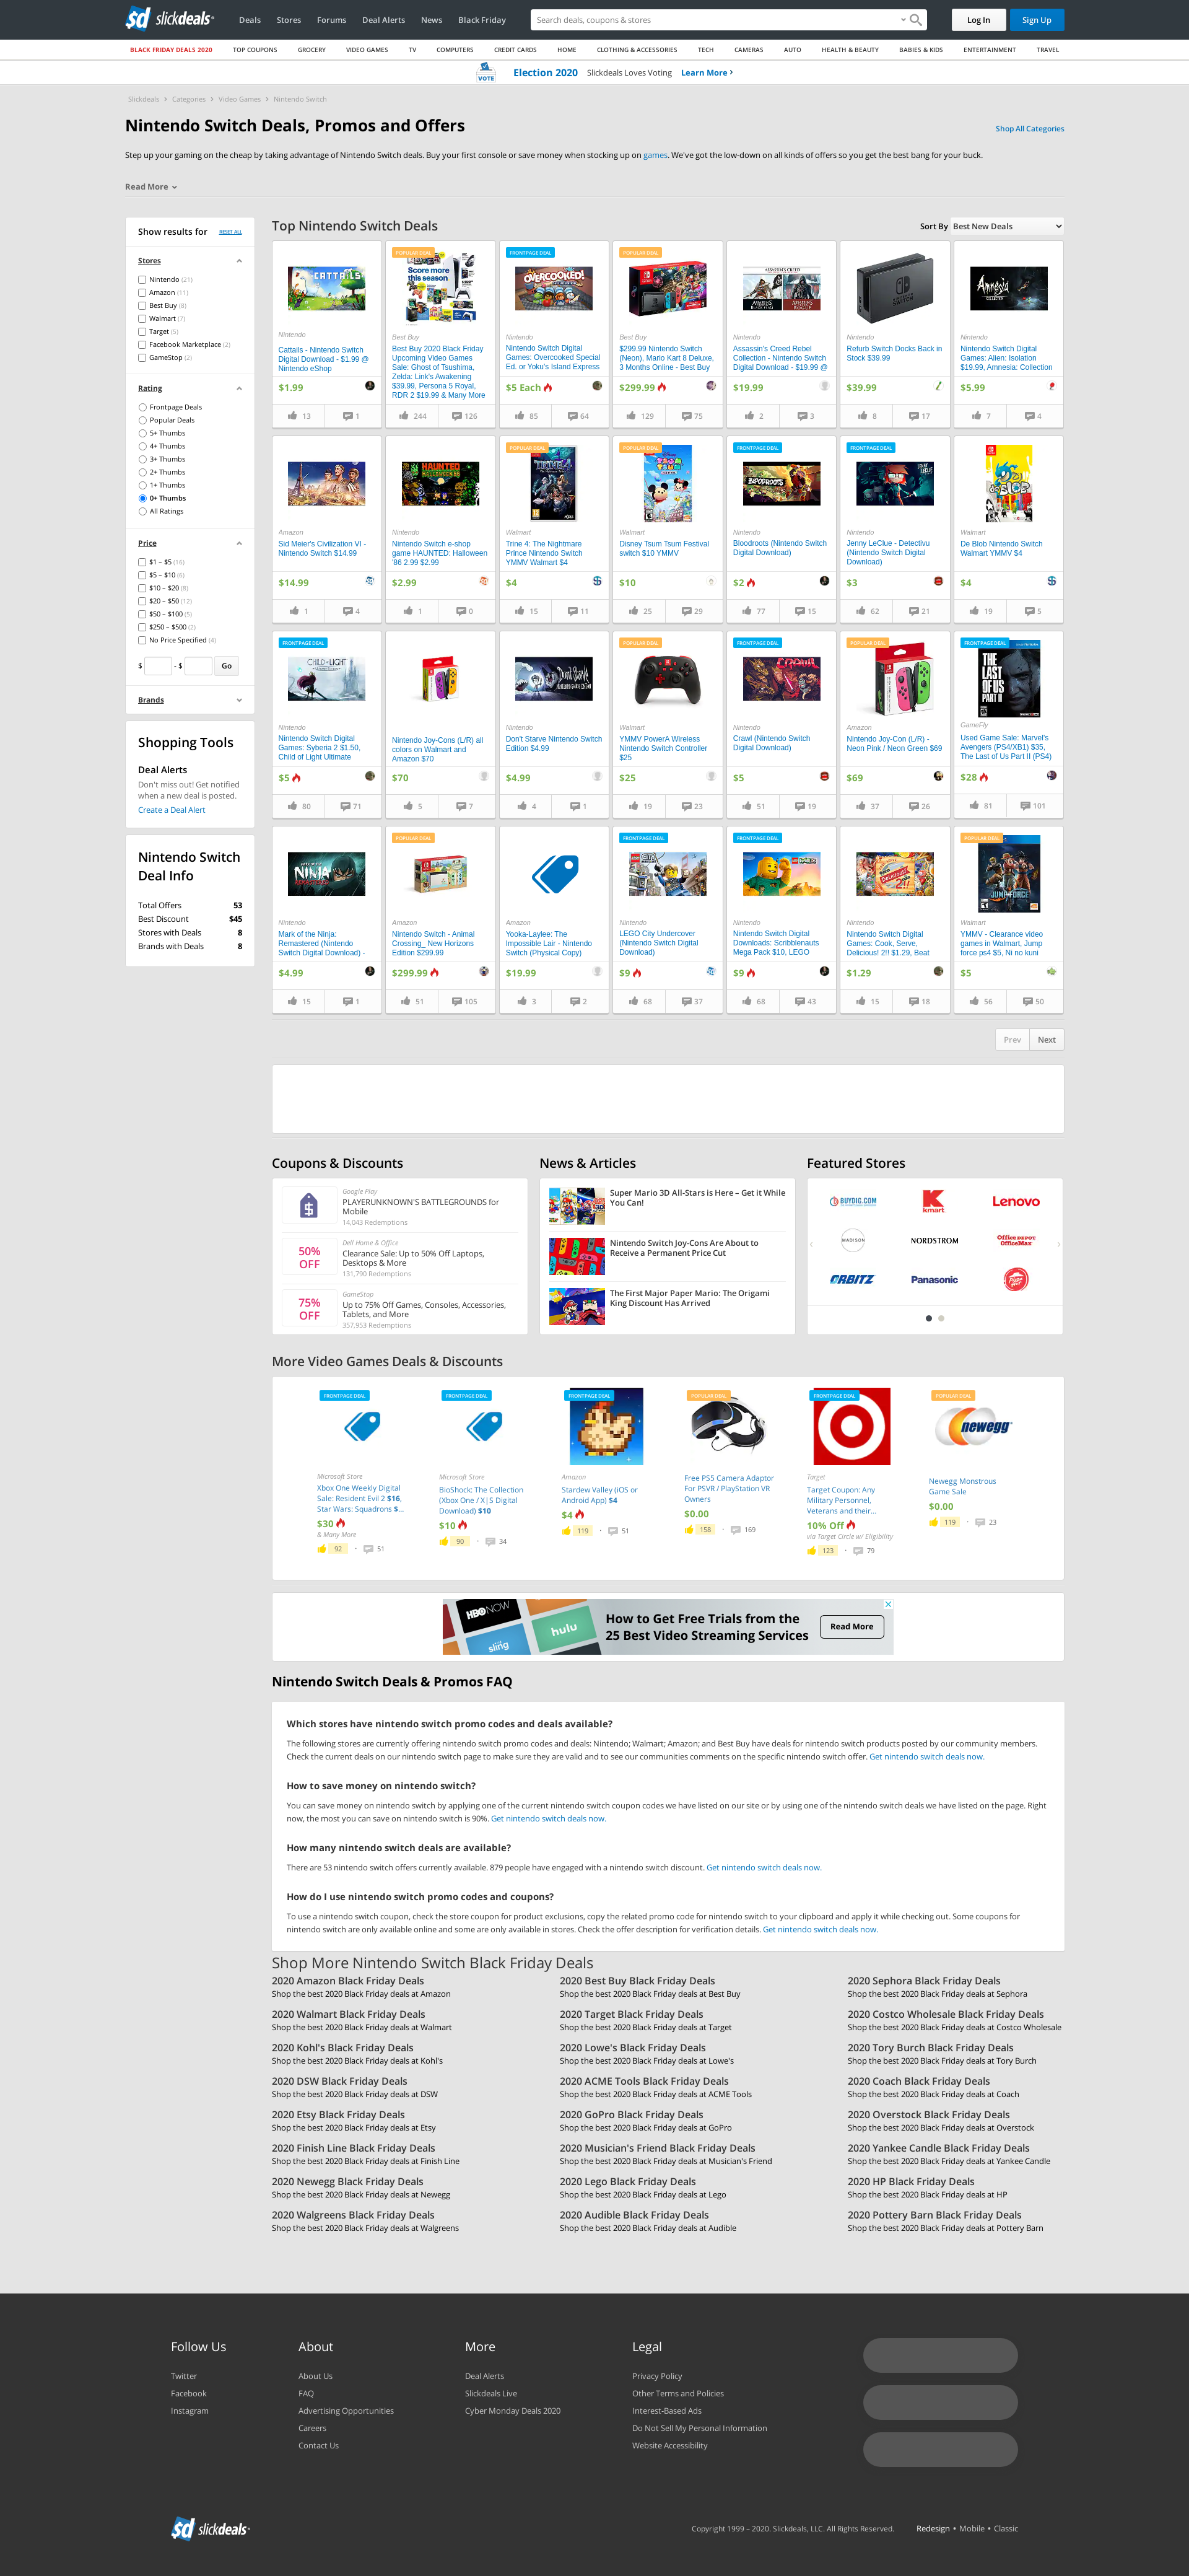 slickdeals
Deals
Stores
Forums
Deal Alerts
News
Black Friday
Search deals, coupons & stores
Log In
Sign Up
BLACK FRIDAY DEALS 2020
TOP COUPONS
GROCERY
VIDEO GAMES
TV
COMPUTERS
CREDIT CARDS
HOME
CLOTHING & ACCESSORIES
TECH
CAMERAS
AUTO
HEALTH & BEAUTY
BABIES & KIDS
ENTERTAINMENT
TRAVEL
VOTE
Election 2020 Slickdeals Loves Voting Learn More
Slickdeals > Categories > Video Games > Nintendo Switch
Nintendo Switch Deals, Promos and Offers
Shop All Categories
Step up your gaming on the cheap by taking advantage of Nintendo Switch deals. Buy your first console or save money when stocking up on games. We've got the low-down on all kinds of offers so you get the best bang for your buck.
Read More
Show results for RESET ALL
Stores
Nintendo (21)
Amazon (11)
Best Buy (8)
Walmart (7)
Target (5)
Facebook Marketplace (2)
GameStop (2)
Rating
Frontpage Deals
Popular Deals
5+ Thumbs
4+ Thumbs
3+ Thumbs
2+ Thumbs
1+ Thumbs
0+ Thumbs
All Ratings
Price
$1 – $5 (16)
$5 – $10 (6)
$10 – $20 (8)
$20 – $50 (12)
$50 – $100 (5)
$250 – $500 (2)
No Price Specified (4)
$ - $ Go
Brands
Shopping Tools
Deal Alerts
Don't miss out! Get notified
when a new deal is posted.
Create a Deal Alert
Nintendo Switch
Deal Info
Total Offers 53
Best Discount $45
Stores with Deals 8
Brands with Deals 8
Top Nintendo Switch Deals
Sort By Best New Deals
CATTAILS
Nintendo
Cattails - Nintendo Switch
Digital Download - $1.99 @
Nintendo eShop
$1.99
13 1
POPULAR DEAL
Score more
this season
Best Buy
Best Buy 2020 Black Friday
Upcoming Video Games
Sale: Ghost of Tsushima,
Zelda: Link's Awakening
$39.99, Persona 5 Royal,
RDR 2 $19.99 & Many More
244 126
FRONTPAGE DEAL
OVERCOOKED!
Nintendo
Nintendo Switch Digital
Games: Overcooked Special
Ed. or Yoku's Island Express
$5 Each
85 64
POPULAR DEAL
Best Buy
$299.99 Nintendo Switch
(Neon), Mario Kart 8 Deluxe,
3 Months Online - Best Buy
$299.99
129 75
Nintendo
Assassin's Creed Rebel
Collection - Nintendo Switch
Digital Download - $19.99 @
$19.99
2 3
Nintendo
Refurb Switch Docks Back in
Stock $39.99
$39.99
8 17
Amnesia
Nintendo
Nintendo Switch Digital
Games: Alien: Isolation
$19.99, Amnesia: Collection
$5.99
7 4
Amazon
Sid Meier's Civilization VI -
Nintendo Switch $14.99
$14.99
1 4
HAUNTED
Nintendo
Nintendo Switch e-shop
game HAUNTED: Halloween
'86 2.99 $2.99
$2.99
1 0
POPULAR DEAL
TRINE 4
Walmart
Trine 4: The Nightmare
Prince Nintendo Switch
YMMV Walmart $4
$4
15 11
POPULAR DEAL
Walmart
Disney Tsum Tsum Festival
switch $10 YMMV
$10
25 29
FRONTPAGE DEAL
Nintendo
Bloodroots (Nintendo Switch
Digital Download)
$2
77 15
FRONTPAGE DEAL
Nintendo
Jenny LeClue - Detectivu
(Nintendo Switch Digital
Download)
$3
62 21
Walmart
De Blob Nintendo Switch
Walmart YMMV $4
$4
19 5
FRONTPAGE DEAL
CHILD of LIGHT
Nintendo
Nintendo Switch Digital
Games: Syberia 2 $1.50,
Child of Light Ultimate
$5
80 71
Nintendo Joy-Cons (L/R) all
colors on Walmart and
Amazon $70
$70
5 7
Don't Starve
Nintendo
Don't Starve Nintendo Switch
Edition $4.99
$4.99
4 1
POPULAR DEAL
Walmart
YMMV PowerA Wireless
Nintendo Switch Controller
$25
$25
19 23
FRONTPAGE DEAL
CRAWL
Nintendo
Crawl (Nintendo Switch
Digital Download)
$5
51 19
POPULAR DEAL
Amazon
Nintendo Joy-Con (L/R) -
Neon Pink / Neon Green $69
$69
37 26
FRONTPAGE DEAL
THE
LAST
OF US
PART II
GameFly
Used Game Sale: Marvel's
Avengers (PS4/XB1) $35,
The Last of Us Part II (PS4)
$28
81 101
NINJA
Nintendo
Mark of the Ninja:
Remastered (Nintendo
Switch Digital Download) -
$4.99
15 1
POPULAR DEAL
Amazon
Nintendo Switch - Animal
Crossing_ New Horizons
Edition $299.99
$299.99
51 105
Amazon
Yooka-Laylee: The
Impossible Lair - Nintendo
Switch (Physical Copy)
$19.99
3 2
FRONTPAGE DEAL
Nintendo
LEGO City Undercover
(Nintendo Switch Digital
Download)
$9
68 37
FRONTPAGE DEAL
Nintendo
Nintendo Switch Digital
Downloads: Scribblenauts
Mega Pack $10, LEGO
$9
68 43
Nintendo
Nintendo Switch Digital
Games: Cook, Serve,
Delicious! 2!! $1.29, Beat
$1.29
15 18
POPULAR DEAL
JUMP FORCE
Walmart
YMMV - Clearance video
games in Walmart, Jump
force ps4 $5, Ni no kuni
$5
56 50
Prev Next
Coupons & Discounts
Google Play
PLAYERUNKNOWN'S BATTLEGROUNDS for
Mobile
14,043 Redemptions
50%
OFF
Dell Home & Office
Clearance Sale: Up to 50% Off Laptops,
Desktops & More
131,790 Redemptions
75%
OFF
GameStop
Up to 75% Off Games, Consoles, Accessories,
Tablets, and More
357,953 Redemptions
News & Articles
Super Mario 3D All-Stars is Here – Get it While
You Can!
Nintendo Switch Joy-Cons Are About to
Receive a Permanent Price Cut
The First Major Paper Mario: The Origami
King Discount Has Arrived
Featured Stores
BUYDIG.COM
kmart
Lenovo
MADISON
NORDSTROM
Office DEPOT
OfficeMax
ORBITZ
Panasonic
More Video Games Deals & Discounts
FRONTPAGE DEAL
Microsoft Store
Xbox One Weekly Digital
Sale: Resident Evil 2 $16,
Star Wars: Squadrons $...
$30
& Many More
92 51
FRONTPAGE DEAL
Microsoft Store
BioShock: The Collection
(Xbox One / X|S Digital
Download) $10
$10
90 34
FRONTPAGE DEAL
Amazon
Stardew Valley (iOS or
Android App) $4
$4
119 51
POPULAR DEAL
Free PS5 Camera Adaptor
For PSVR / PlayStation VR
Owners
$0.00
158 169
FRONTPAGE DEAL
Target
Target Coupon: Any
Military Personnel,
Veterans and their...
10% Off
via Target Circle w/ Eligibility
123 79
POPULAR DEAL
newegg
Newegg Monstrous
Game Sale
$0.00
119 23
HBO NOW
sling
hulu
How to Get Free Trials from the
25 Best Video Streaming Services
Read More
Nintendo Switch Deals & Promos FAQ
Which stores have nintendo switch promo codes and deals available?
The following stores are currently offering nintendo switch promo codes and deals: Nintendo; Walmart; Amazon; and Best Buy have deals for nintendo switch products posted by our community members.
Check the current deals on our nintendo switch page to make sure they are valid and to see our communities comments on the specific nintendo switch offer. Get nintendo switch deals now.
How to save money on nintendo switch?
You can save money on nintendo switch by applying one of the current nintendo switch coupon codes we have listed on our site or by using one of the nintendo switch deals we have listed on the page. Right
now, the most you can save on nintendo switch is 90%. Get nintendo switch deals now.
How many nintendo switch deals are available?
There are 53 nintendo switch offers currently available. 879 people have engaged with a nintendo switch discount. Get nintendo switch deals now.
How do I use nintendo switch promo codes and coupons?
To use a nintendo switch coupon, check the store coupon for product exclusions, copy the related promo code for nintendo switch to your clipboard and apply it while checking out. Some coupons for
nintendo switch are only available online and some are only available in stores. Check the offer description for verification details. Get nintendo switch deals now.
Shop More Nintendo Switch Black Friday Deals
2020 Amazon Black Friday Deals
Shop the best 2020 Black Friday deals at Amazon
2020 Best Buy Black Friday Deals
Shop the best 2020 Black Friday deals at Best Buy
2020 Sephora Black Friday Deals
Shop the best 2020 Black Friday deals at Sephora
2020 Walmart Black Friday Deals
Shop the best 2020 Black Friday deals at Walmart
2020 Target Black Friday Deals
Shop the best 2020 Black Friday deals at Target
2020 Costco Wholesale Black Friday Deals
Shop the best 2020 Black Friday deals at Costco Wholesale
2020 Kohl's Black Friday Deals
Shop the best 2020 Black Friday deals at Kohl's
2020 Lowe's Black Friday Deals
Shop the best 2020 Black Friday deals at Lowe's
2020 Tory Burch Black Friday Deals
Shop the best 2020 Black Friday deals at Tory Burch
2020 DSW Black Friday Deals
Shop the best 2020 Black Friday deals at DSW
2020 ACME Tools Black Friday Deals
Shop the best 2020 Black Friday deals at ACME Tools
2020 Coach Black Friday Deals
Shop the best 2020 Black Friday deals at Coach
2020 Etsy Black Friday Deals
Shop the best 2020 Black Friday deals at Etsy
2020 GoPro Black Friday Deals
Shop the best 2020 Black Friday deals at GoPro
2020 Overstock Black Friday Deals
Shop the best 2020 Black Friday deals at Overstock
2020 Finish Line Black Friday Deals
Shop the best 2020 Black Friday deals at Finish Line
2020 Musician's Friend Black Friday Deals
Shop the best 2020 Black Friday deals at Musician's Friend
2020 Yankee Candle Black Friday Deals
Shop the best 2020 Black Friday deals at Yankee Candle
2020 Newegg Black Friday Deals
Shop the best 2020 Black Friday deals at Newegg
2020 Lego Black Friday Deals
Shop the best 2020 Black Friday deals at Lego
2020 HP Black Friday Deals
Shop the best 2020 Black Friday deals at HP
2020 Walgreens Black Friday Deals
Shop the best 2020 Black Friday deals at Walgreens
2020 Audible Black Friday Deals
Shop the best 2020 Black Friday deals at Audible
2020 Pottery Barn Black Friday Deals
Shop the best 2020 Black Friday deals at Pottery Barn
Follow Us
Twitter
Facebook
Instagram
About
About Us
FAQ
Advertising Opportunities
Careers
Contact Us
More
Deal Alerts
Slickdeals Live
Cyber Monday Deals 2020
Legal
Privacy Policy
Other Terms and Policies
Interest-Based Ads
Do Not Sell My Personal Information
Website Accessibility
slickdeals
Copyright 1999 – 2020. Slickdeals, LLC. All Rights Reserved.
Redesign • Mobile • Classic